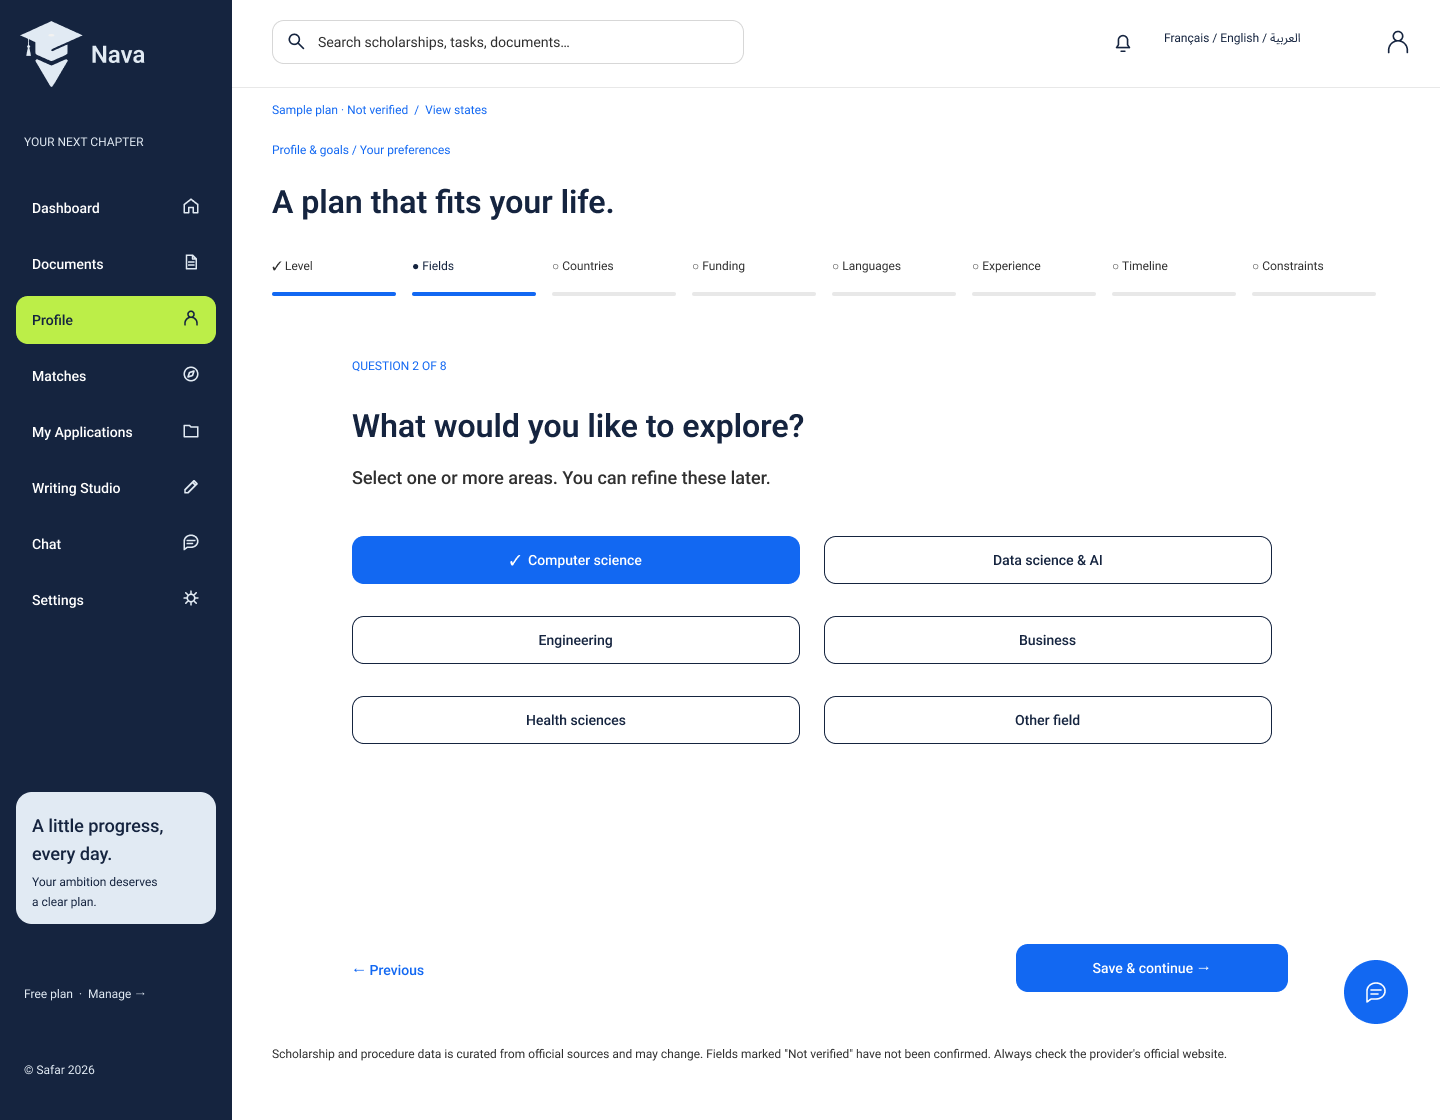 Nava
YOUR NEXT CHAPTER
Dashboard
Documents
Profile
Matches
My Applications
Writing Studio
Chat
Settings
A little progress,
every day.
Your ambition deserves
a clear plan.
Free plan · Manage →
© Safar 2026
Search scholarships, tasks, documents...
Français / English / العربية
Sample plan · Not verified / View states
Profile & goals / Your preferences
A plan that fits your life.
✓ Level
● Fields
○ Countries
○ Funding
○ Languages
○ Experience
○ Timeline
○ Constraints
QUESTION 2 OF 8
What would you like to explore?
Select one or more areas. You can refine these later.
✓ Computer science
Data science & AI
Engineering
Business
Health sciences
Other field
← Previous
Save & continue →
Scholarship and procedure data is curated from official sources and may change. Fields marked "Not verified" have not been confirmed. Always check the provider's official website.